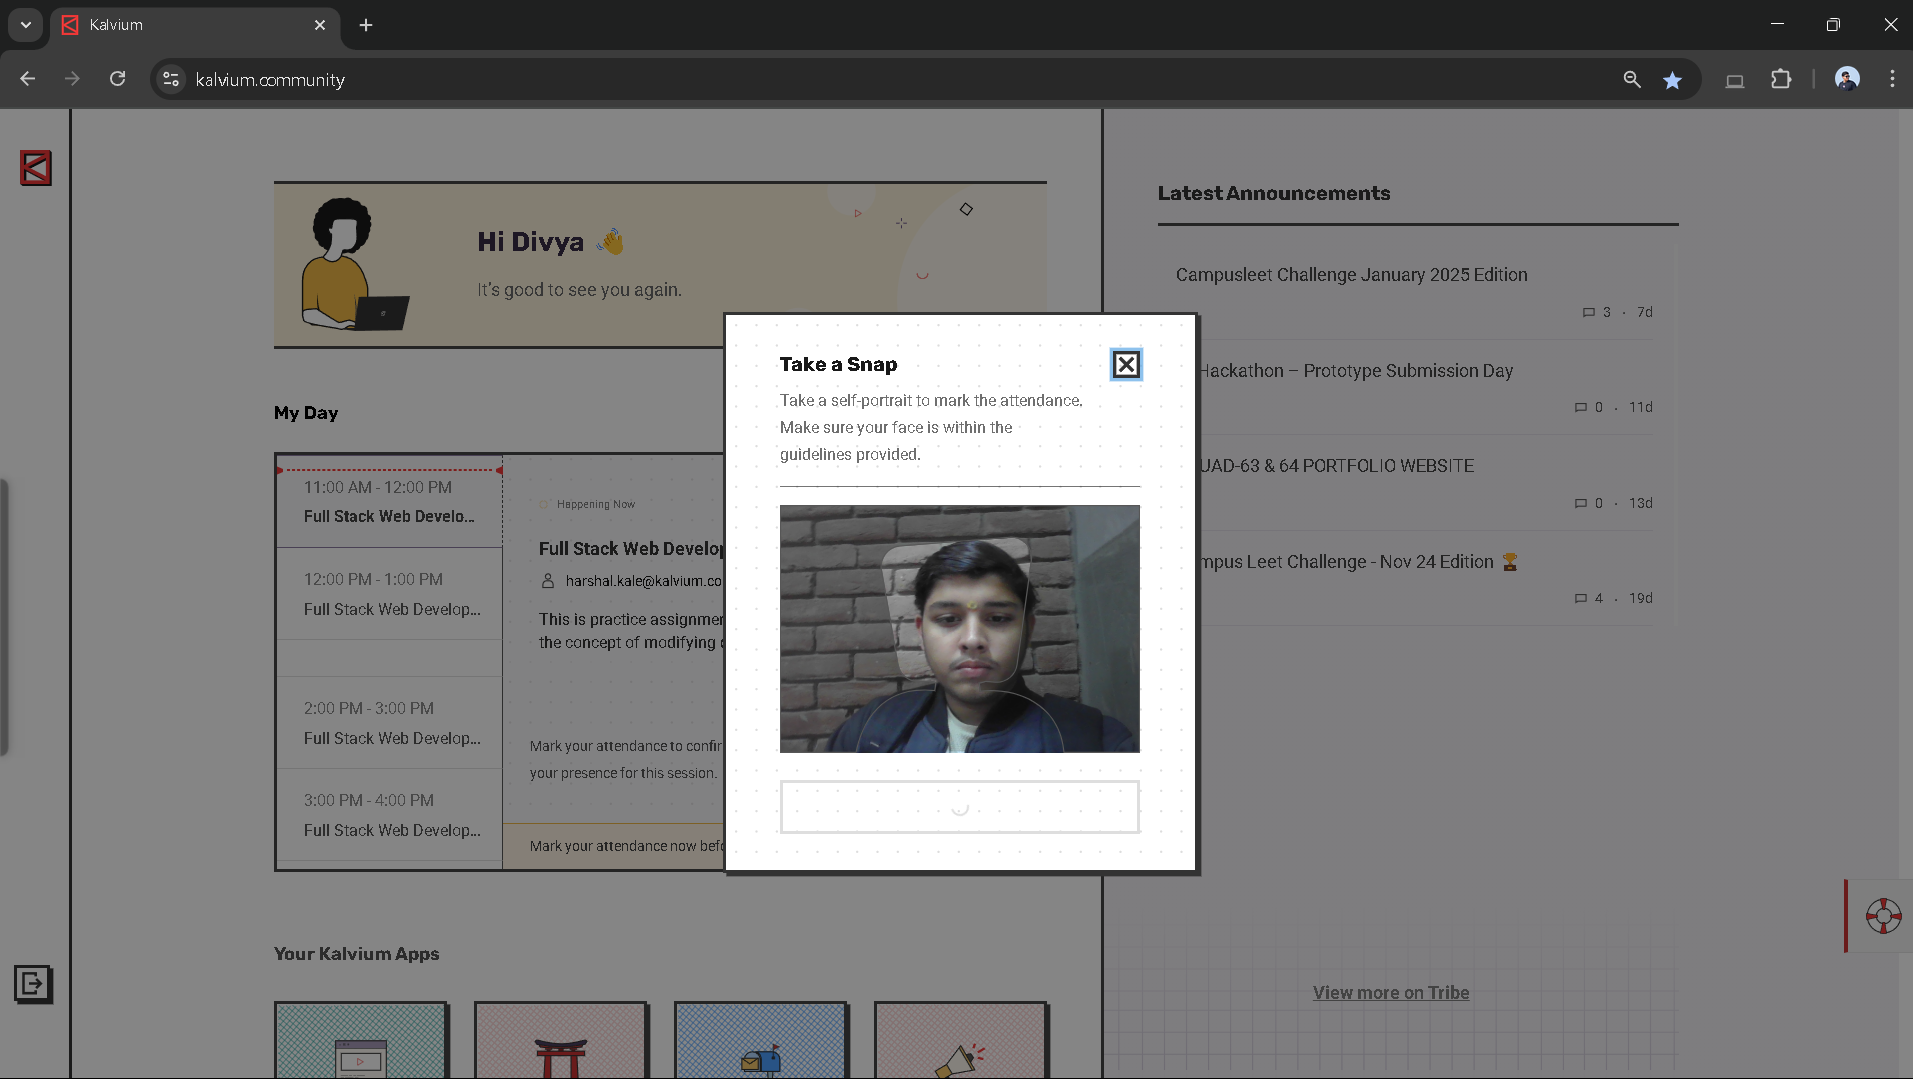 Kalvium
kalvium.community
Hi Divya 👋
It's good to see you again.
My Day
11:00 AM - 12:00 PM
Full Stack Web Develo...
12:00 PM - 1:00 PM
Full Stack Web Develop...
2:00 PM - 3:00 PM
Full Stack Web Develop...
3:00 PM - 4:00 PM
Full Stack Web Develop...
Happening Now
Full Stack Web Develop
harshal.kale@kalvium.co
This is practice assignmen
the concept of modifying
Mark your attendance to confir
your presence for this session.
Mark your attendance now befo
Take a Snap
Take a self-portrait to mark the attendance.
Make sure your face is within the
guidelines provided.
Your Kalvium Apps
Latest Announcements
Campusleet Challenge January 2025 Edition
3 · 7d
Hackathon – Prototype Submission Day
0 · 11d
UAD-63 & 64 PORTFOLIO WEBSITE
0 · 13d
mpus Leet Challenge - Nov 24 Edition 🏆
4 · 19d
View more on Tribe